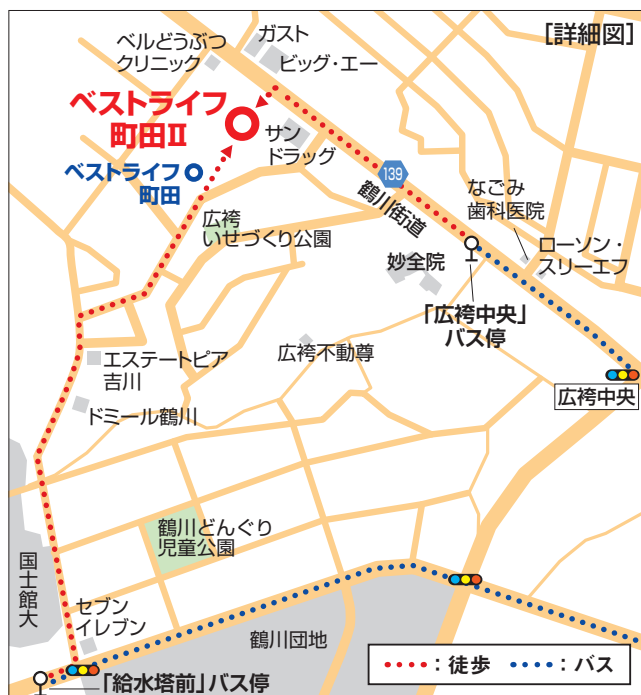 [詳細図]
ベルどうぶつ
クリニック
ガスト
ビッグ・エー
ベストライフ
町田Ⅱ
サン
ドラッグ
ベストライフ
町田
139
鶴川街道
なごみ
歯科医院
広袴
いせづくり公園
ローソン・
スリーエフ
妙全院
「広袴中央」
バス停
広袴不動尊
エステートピア
吉川
広袴中央
ドミール鶴川
鶴川どんぐり
児童公園
国士館大
セブン
イレブン
鶴川団地
「給水塔前」バス停
：徒歩
：バス